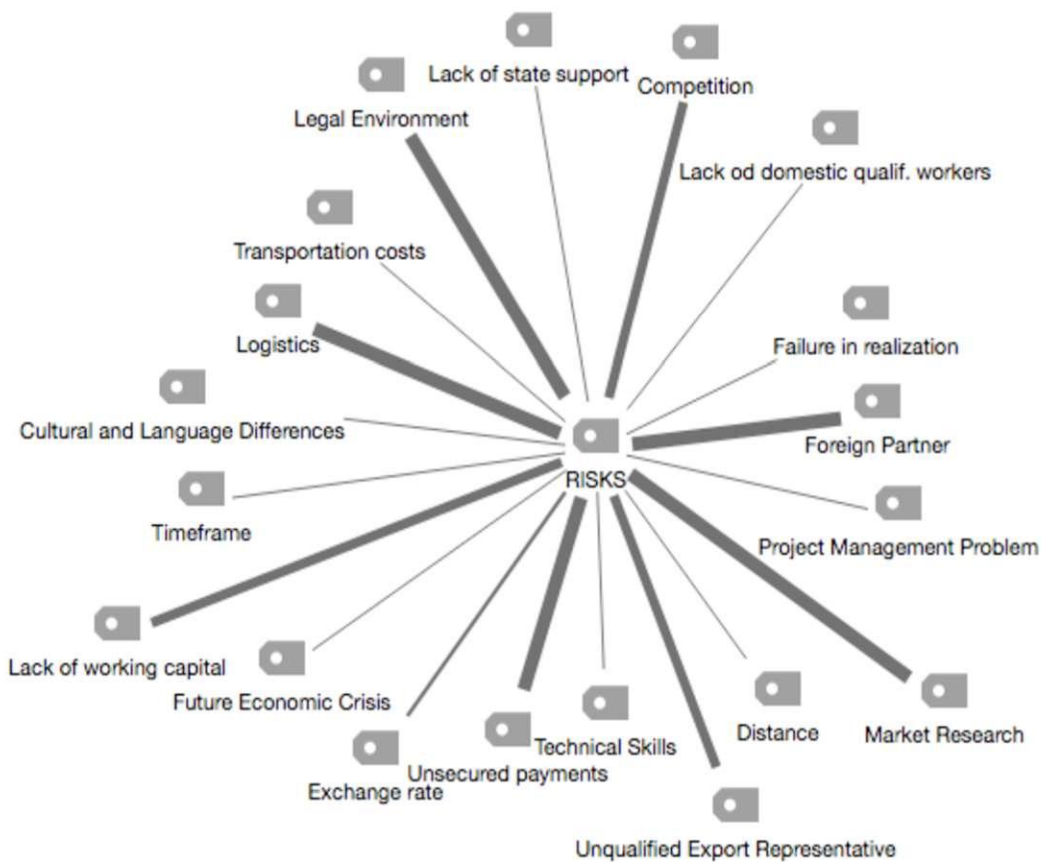 Lack of state support
Competition
Legal Environment
Lack od domestic qualif. workers
Transportation costs
Logistics
Failure in realization
Cultural and Language Differences
Foreign Partner
RISKS
Timeframe
Project Management Problem
Lack of working capital
Future Economic Crisis
Distance
Market Research
Technical Skills
Unsecured payments
Exchange rate
Unqualified Export Representative